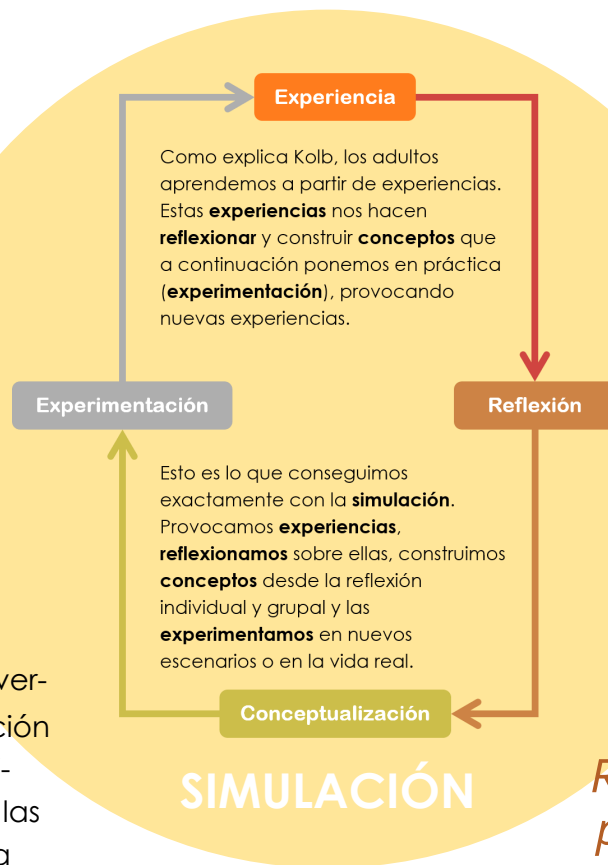 Experiencia
Como explica Kolb, los adultos
aprendemos a partir de experiencias.
Estas experiencias nos hacen
reflexionar y construir conceptos que
a continuación ponemos en práctica
(experimentación), provocando
nuevas experiencias.
Experimentación
Reflexión
Esto es lo que conseguimos
exactamente con la simulación.
Provocamos experiencias,
reflexionamos sobre ellas, construimos
conceptos desde la reflexión
individual y grupal y las
experimentamos en nuevos
escenarios o en la vida real.
Conceptualización
SIMULACIÓN
ver-
ción
-
las
a
R
p